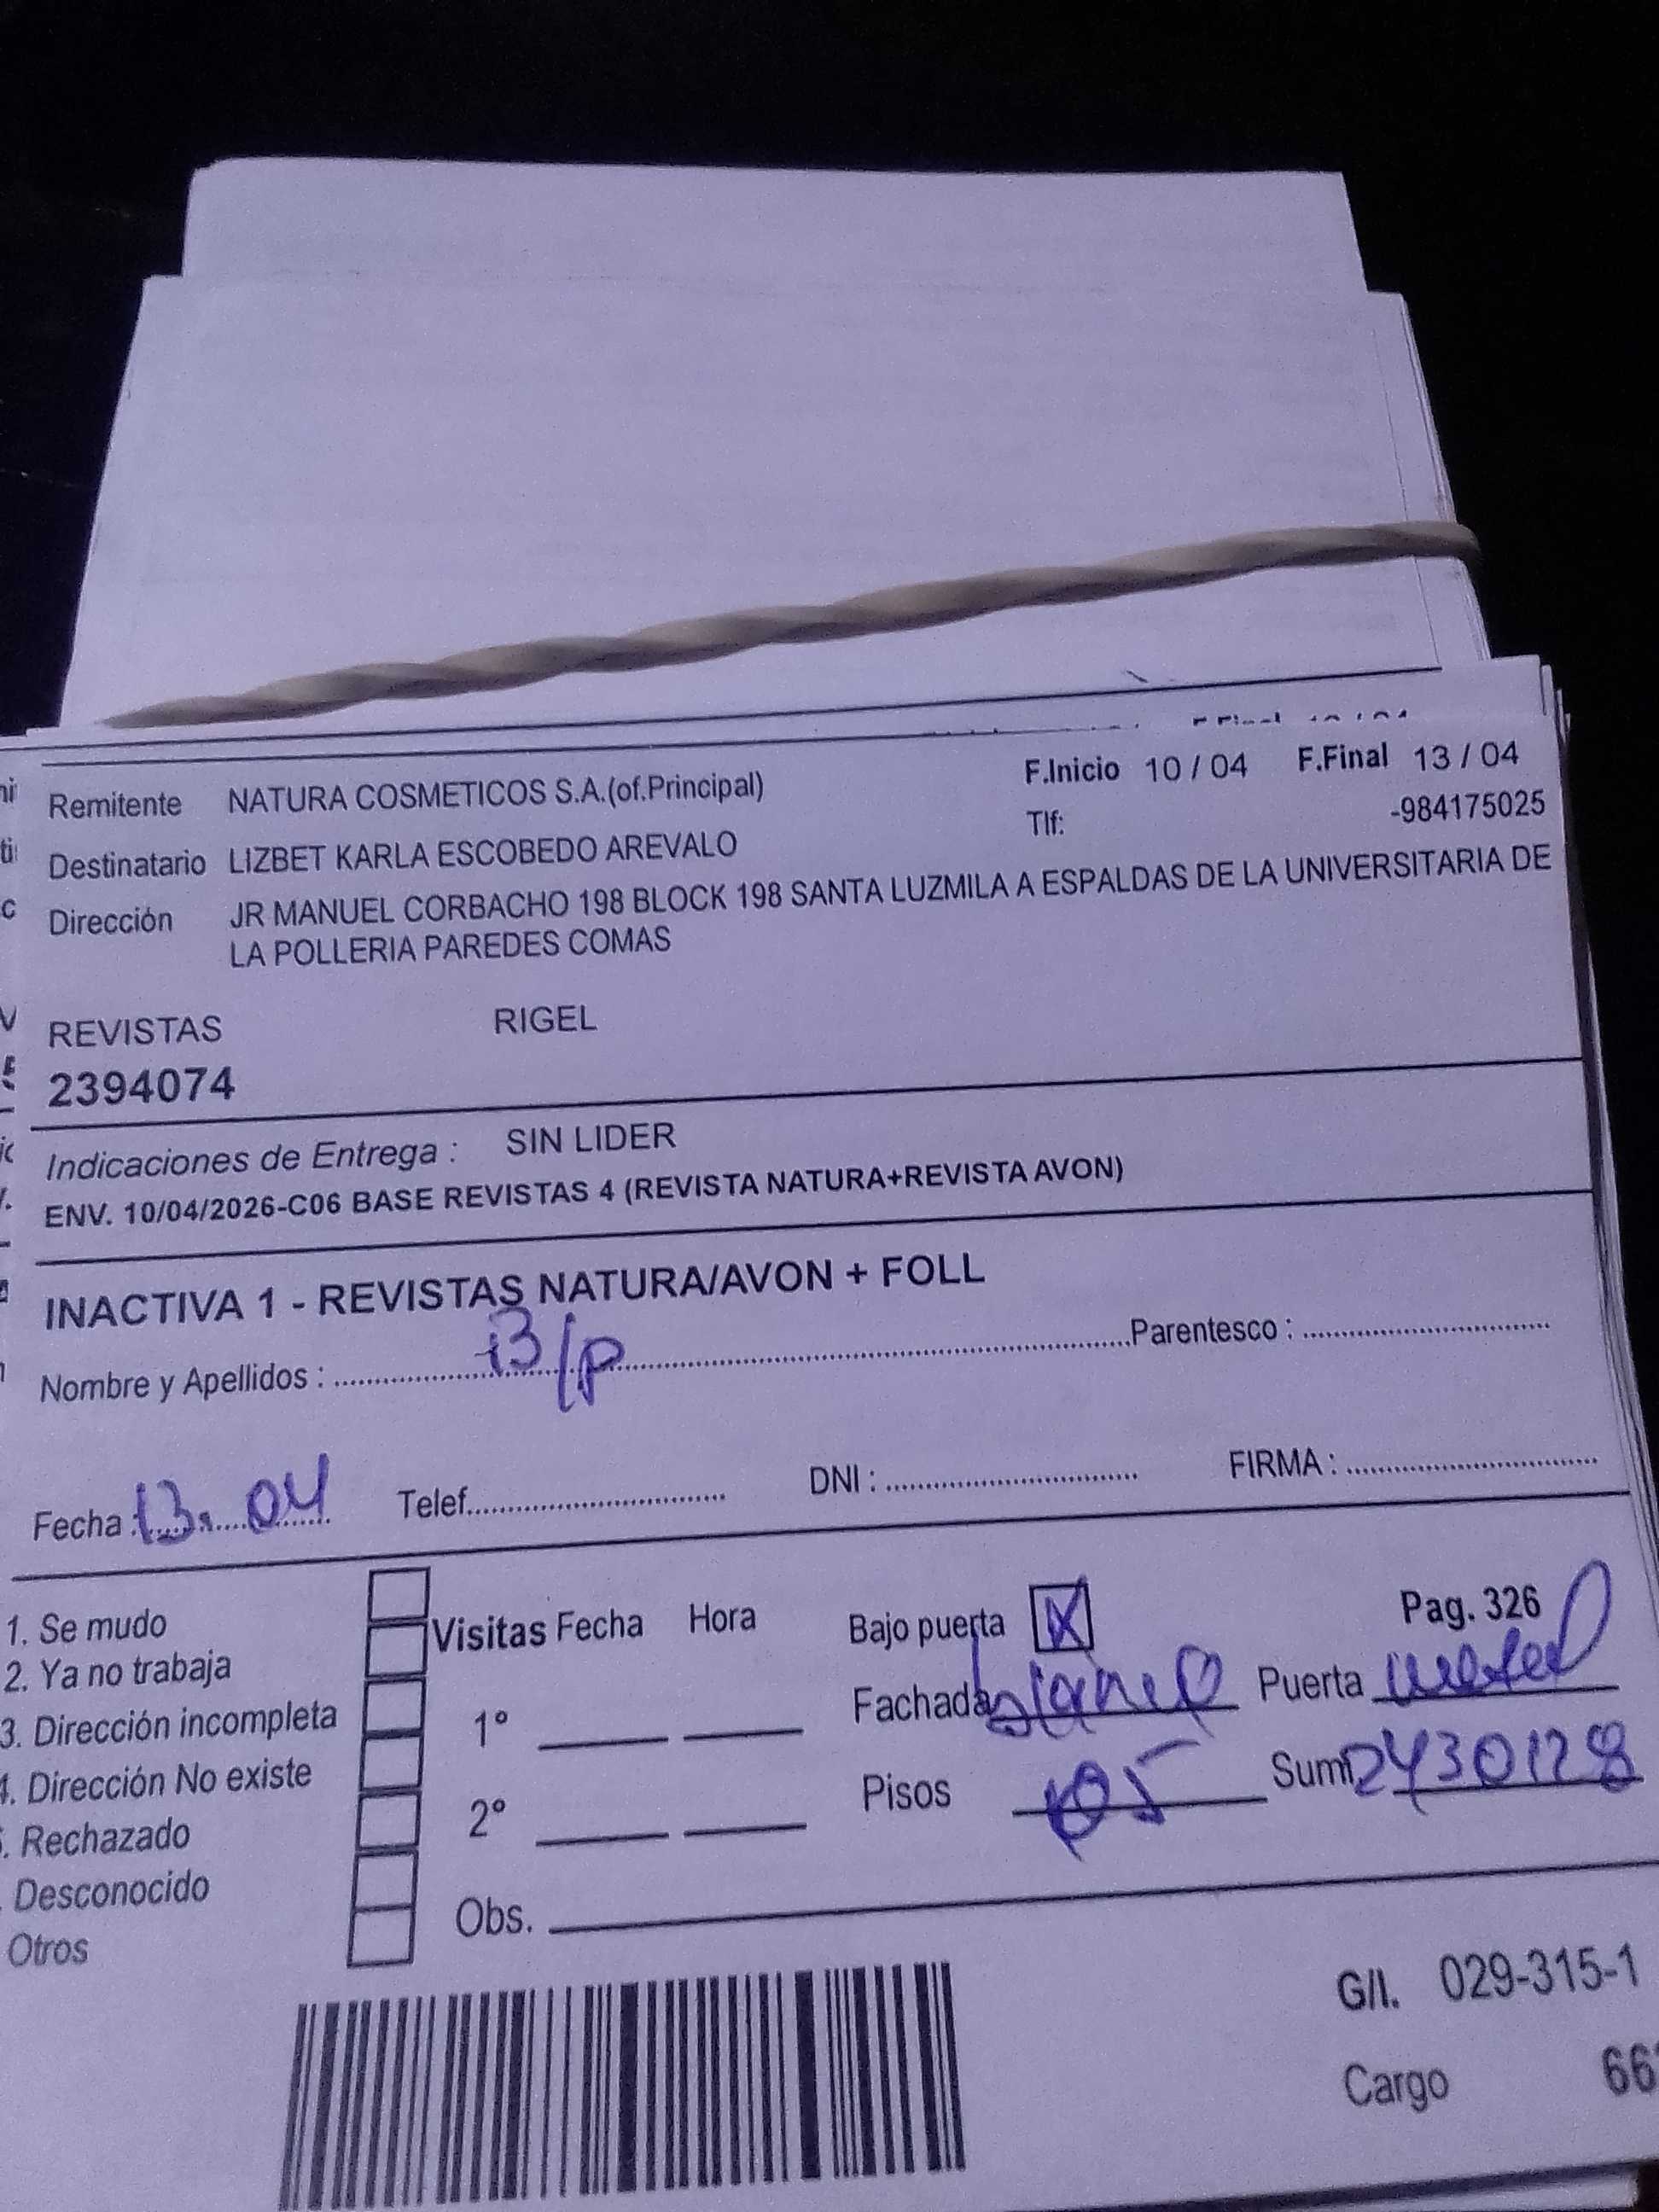 Remitente NATURA COSMETICOS S.A.(of.Principal) F.Inicio 10 / 04 F.Final 13 / 04
Tlf: -984175025
Destinatario LIZBET KARLA ESCOBEDO AREVALO
Dirección JR MANUEL CORBACHO 198 BLOCK 198 SANTA LUZMILA A ESPALDAS DE LA UNIVERSITARIA DE
LA POLLERIA PAREDES COMAS
REVISTAS RIGEL
2394074
Indicaciones de Entrega : SIN LIDER
ENV. 10/04/2026-C06 BASE REVISTAS 4 (REVISTA NATURA+REVISTA AVON)
INACTIVA 1 - REVISTAS NATURA/AVON + FOLL
Nombre y Apellidos : B/p Parentesco :
Fecha : 13. 04 Telef. DNI : FIRMA :
1. Se mudo
2. Ya no trabaja
3. Dirección incompleta
4. Dirección No existe
. Rechazado
. Desconocido
Otros
Visitas Fecha Hora
1°
2°
Obs.
Bajo puerta X Pag. 326
Fachada blanco Puerta metal
Pisos 05 Sum 2430128
G/I. 029-315-1
Cargo 66